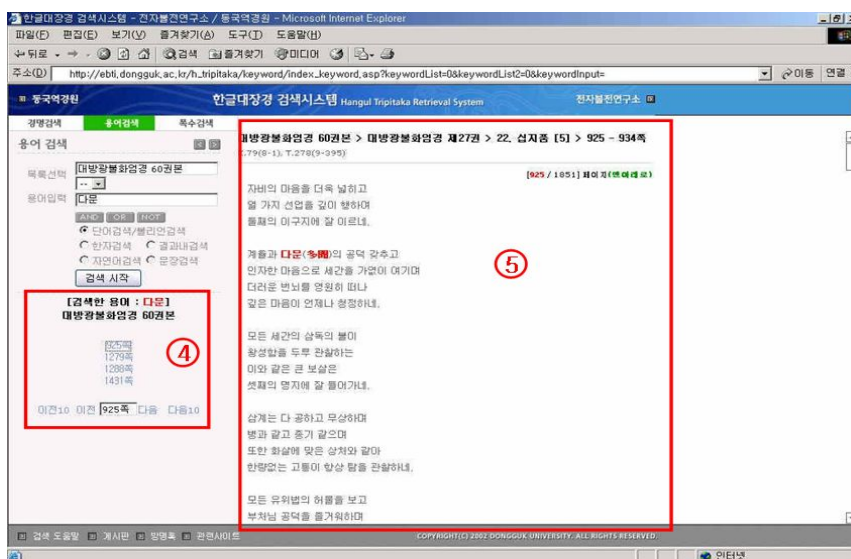 한글대장경 검색시스템 - 전자불전연구소 / 동국역경원 - Microsoft Internet Explorer
파일(F) 편집(E) 보기(V) 즐겨찾기(A) 도구(T) 도움말(H)
뒤로 검색 즐겨찾기 미디어
주소(D) http://ebti.dongguk.ac.kr/h_tripitaka/keyword/index_keyword.asp?keywordList=0&keywordList2=0&keywordInput= 이동 연결
동국역경원 한글대장경 검색시스템 Hangul Tripitaka Retrieval System 전자불전연구소
경명검색 용어검색 목수검색
용어 검색
목록선택 대방광불화엄경 60권본
--
용어입력 다문
AND OR NOT
단어검색/불리언검색
한자검색 결과내검색
자연어검색 문장검색
검색 시작
[검색한 용어 : 다문]
대방광불화엄경 60권본
925쪽
1279쪽
1288쪽
1431쪽
이전10 이전 925쪽 다음 다음10
④
대방광불화엄경 60권본 > 대방광불화엄경 제27권 > 22. 십지품 [5] > 925 - 934쪽
K.79(8-1), T.278(9-395)
[925 / 1851] 페이지(맨아래로)
자비의 마음을 더욱 넓히고
열 가지 선업을 깊이 행하며
둘째의 이구지에 잘 이르네.
계율과 다문(多聞)의 공덕 갖추고
인자한 마음으로 세간을 가엾이 여기며
더러운 번뇌를 영원히 떠나
깊은 마음이 언제나 청정하네.
모든 세간의 삼독의 불이
왕성함을 두루 관찰하는
이와 같은 큰 보살은
셋째의 명지에 잘 들어가네.
삼계는 다 공하고 무상하며
병과 같고 종기 같으며
또한 화살에 맞은 상처와 같아
한량없는 고통이 항상 탐을 관찰하네.
모든 유위법의 허물을 보고
부처님 공덕을 즐거워하며
⑤
검색 도움말 게시판 방명록 관련사이트 COPYRIGHT(C) 2002 DONGGUK UNIVERSITY. ALL RIGHTS RESERVED.
인터넷